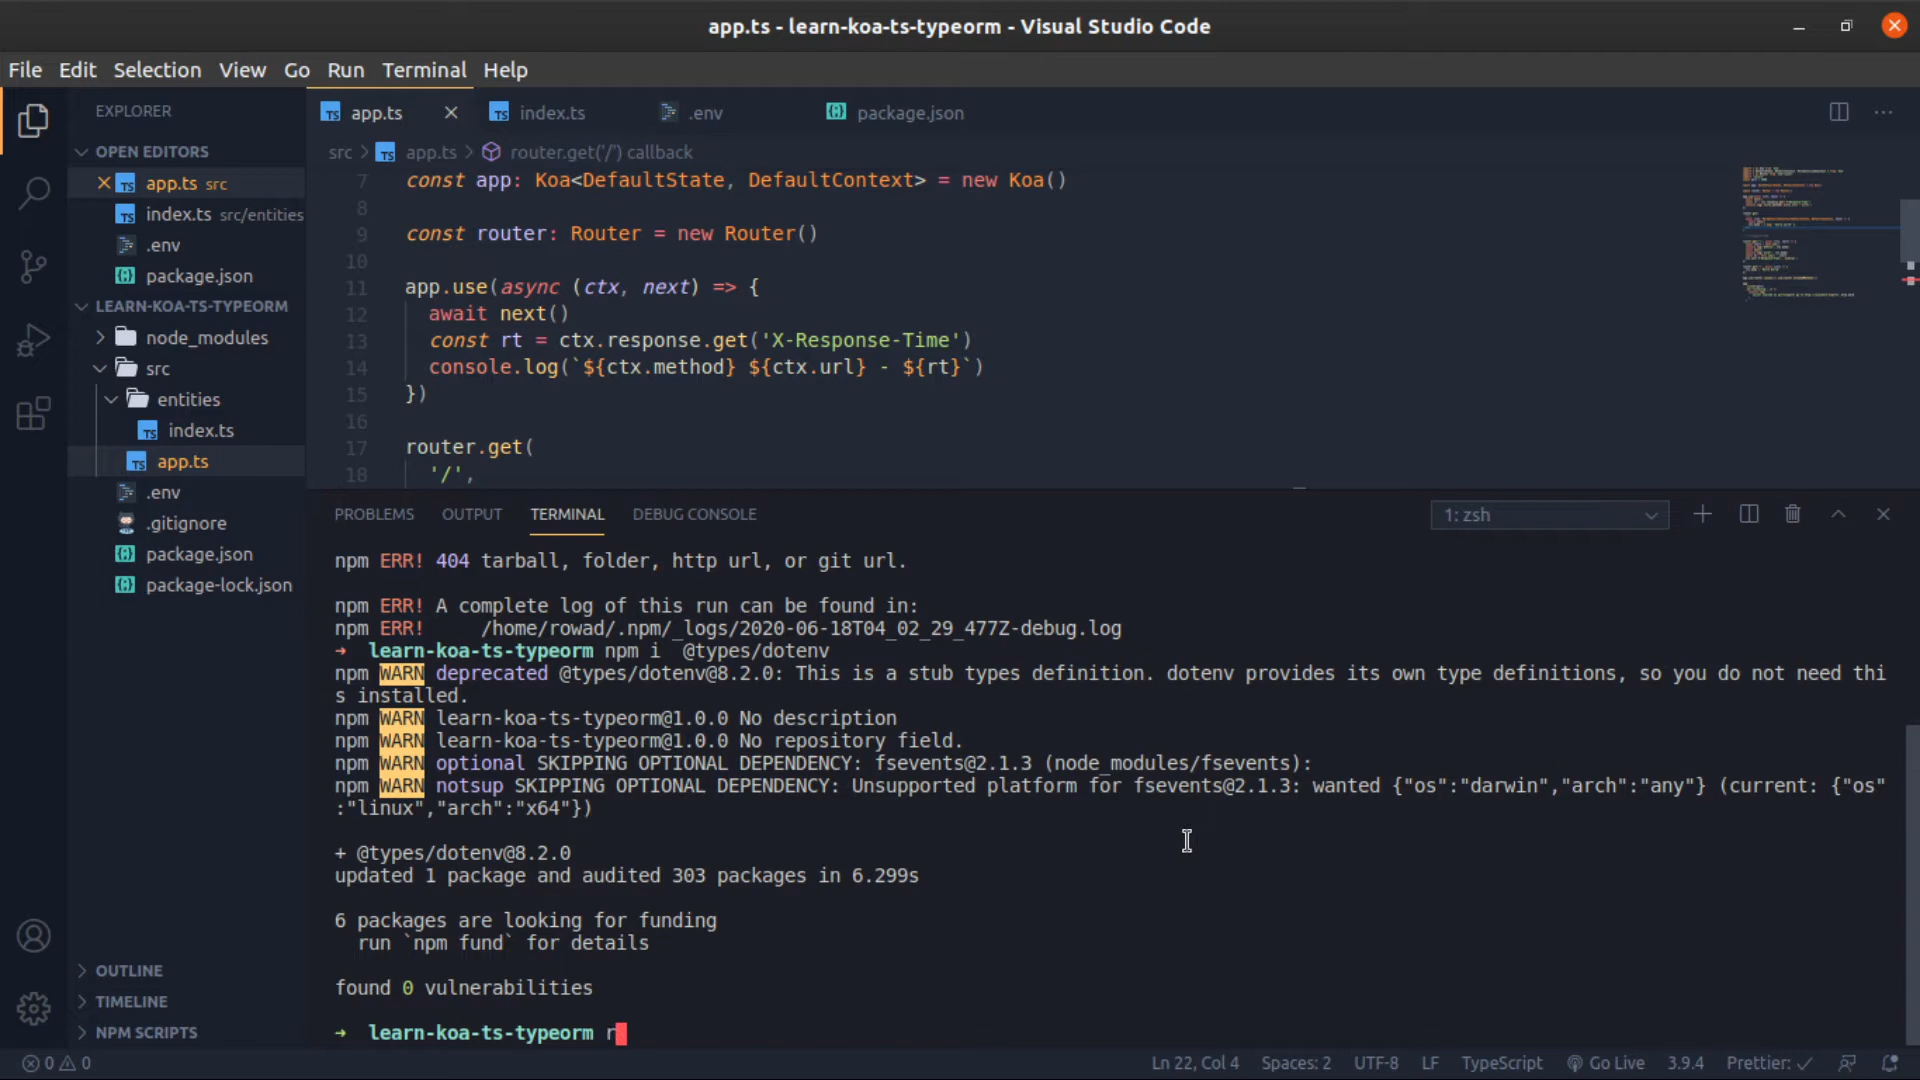 app.ts - learn-koa-ts-typeorm - Visual Studio Code
File Edit Selection View Go Run Terminal Help
EXPLORER
OPEN EDITORS
app.ts src
index.ts src/entities
.env
package.json
LEARN-KOA-TS-TYPEORM
node_modules
src
entities
index.ts
app.ts
.env
.gitignore
package.json
package-lock.json
OUTLINE
TIMELINE
NPM SCRIPTS
app.ts index.ts .env package.json
src > app.ts > router.get('/') callback
7 const app: Koa<DefaultState, DefaultContext> = new Koa()
8
9 const router: Router = new Router()
10
11 app.use(async (ctx, next) => {
12 await next()
13 const rt = ctx.response.get('X-Response-Time')
14 console.log(`${ctx.method} ${ctx.url} - ${rt}`)
15 })
16
17 router.get(
18 '/',
PROBLEMS OUTPUT TERMINAL DEBUG CONSOLE 1: zsh
npm ERR! 404 tarball, folder, http url, or git url.
npm ERR! A complete log of this run can be found in:
npm ERR!     /home/rowad/.npm/_logs/2020-06-18T04_02_29_477Z-debug.log
➜ learn-koa-ts-typeorm npm i  @types/dotenv
npm WARN deprecated @types/dotenv@8.2.0: This is a stub types definition. dotenv provides its own type definitions, so you do not need thi
s installed.
npm WARN learn-koa-ts-typeorm@1.0.0 No description
npm WARN learn-koa-ts-typeorm@1.0.0 No repository field.
npm WARN optional SKIPPING OPTIONAL DEPENDENCY: fsevents@2.1.3 (node_modules/fsevents):
npm WARN notsup SKIPPING OPTIONAL DEPENDENCY: Unsupported platform for fsevents@2.1.3: wanted {"os":"darwin","arch":"any"} (current: {"os"
:"linux","arch":"x64"})
+ @types/dotenv@8.2.0
updated 1 package and audited 303 packages in 6.299s
6 packages are looking for funding
run `npm fund` for details
found 0 vulnerabilities
➜ learn-koa-ts-typeorm r
0 0 Ln 22, Col 4 Spaces: 2 UTF-8 LF TypeScript Go Live 3.9.4 Prettier: ✓